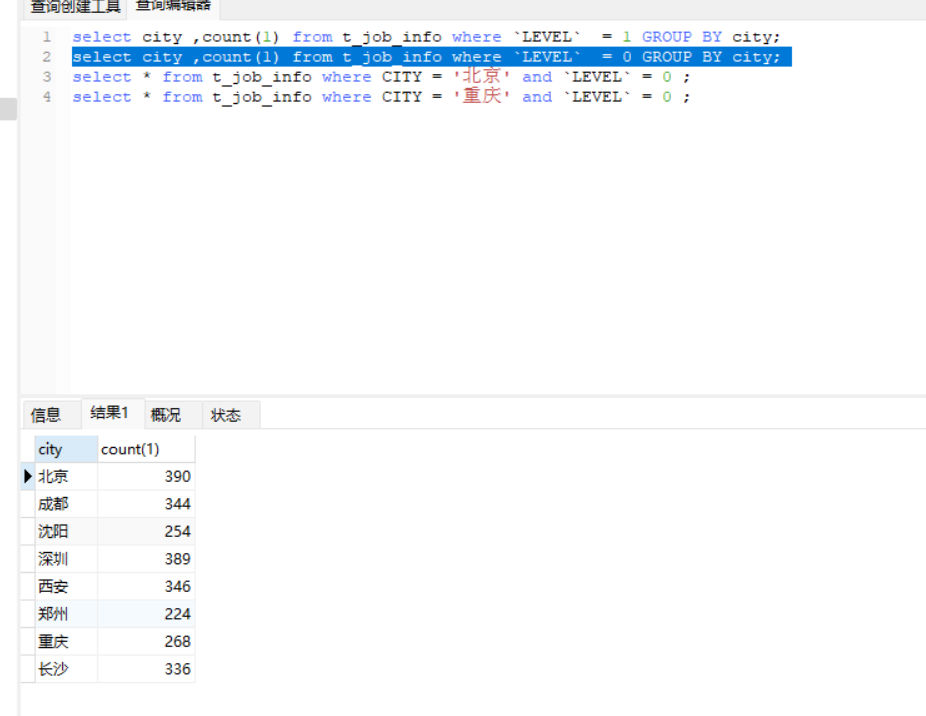 查询创建工具 查询编辑器
1 select city ,count(1) from t_job_info where `LEVEL`  = 1 GROUP BY city;
2 select city ,count(1) from t_job_info where `LEVEL`  = 0 GROUP BY city;
3 select * from t_job_info where CITY = '北京' and `LEVEL` = 0 ;
4 select * from t_job_info where CITY = '重庆' and `LEVEL` = 0 ;
信息 结果1 概况 状态
city count(1)
北京 390
成都 344
沈阳 254
深圳 389
西安 346
郑州 224
重庆 268
长沙 336